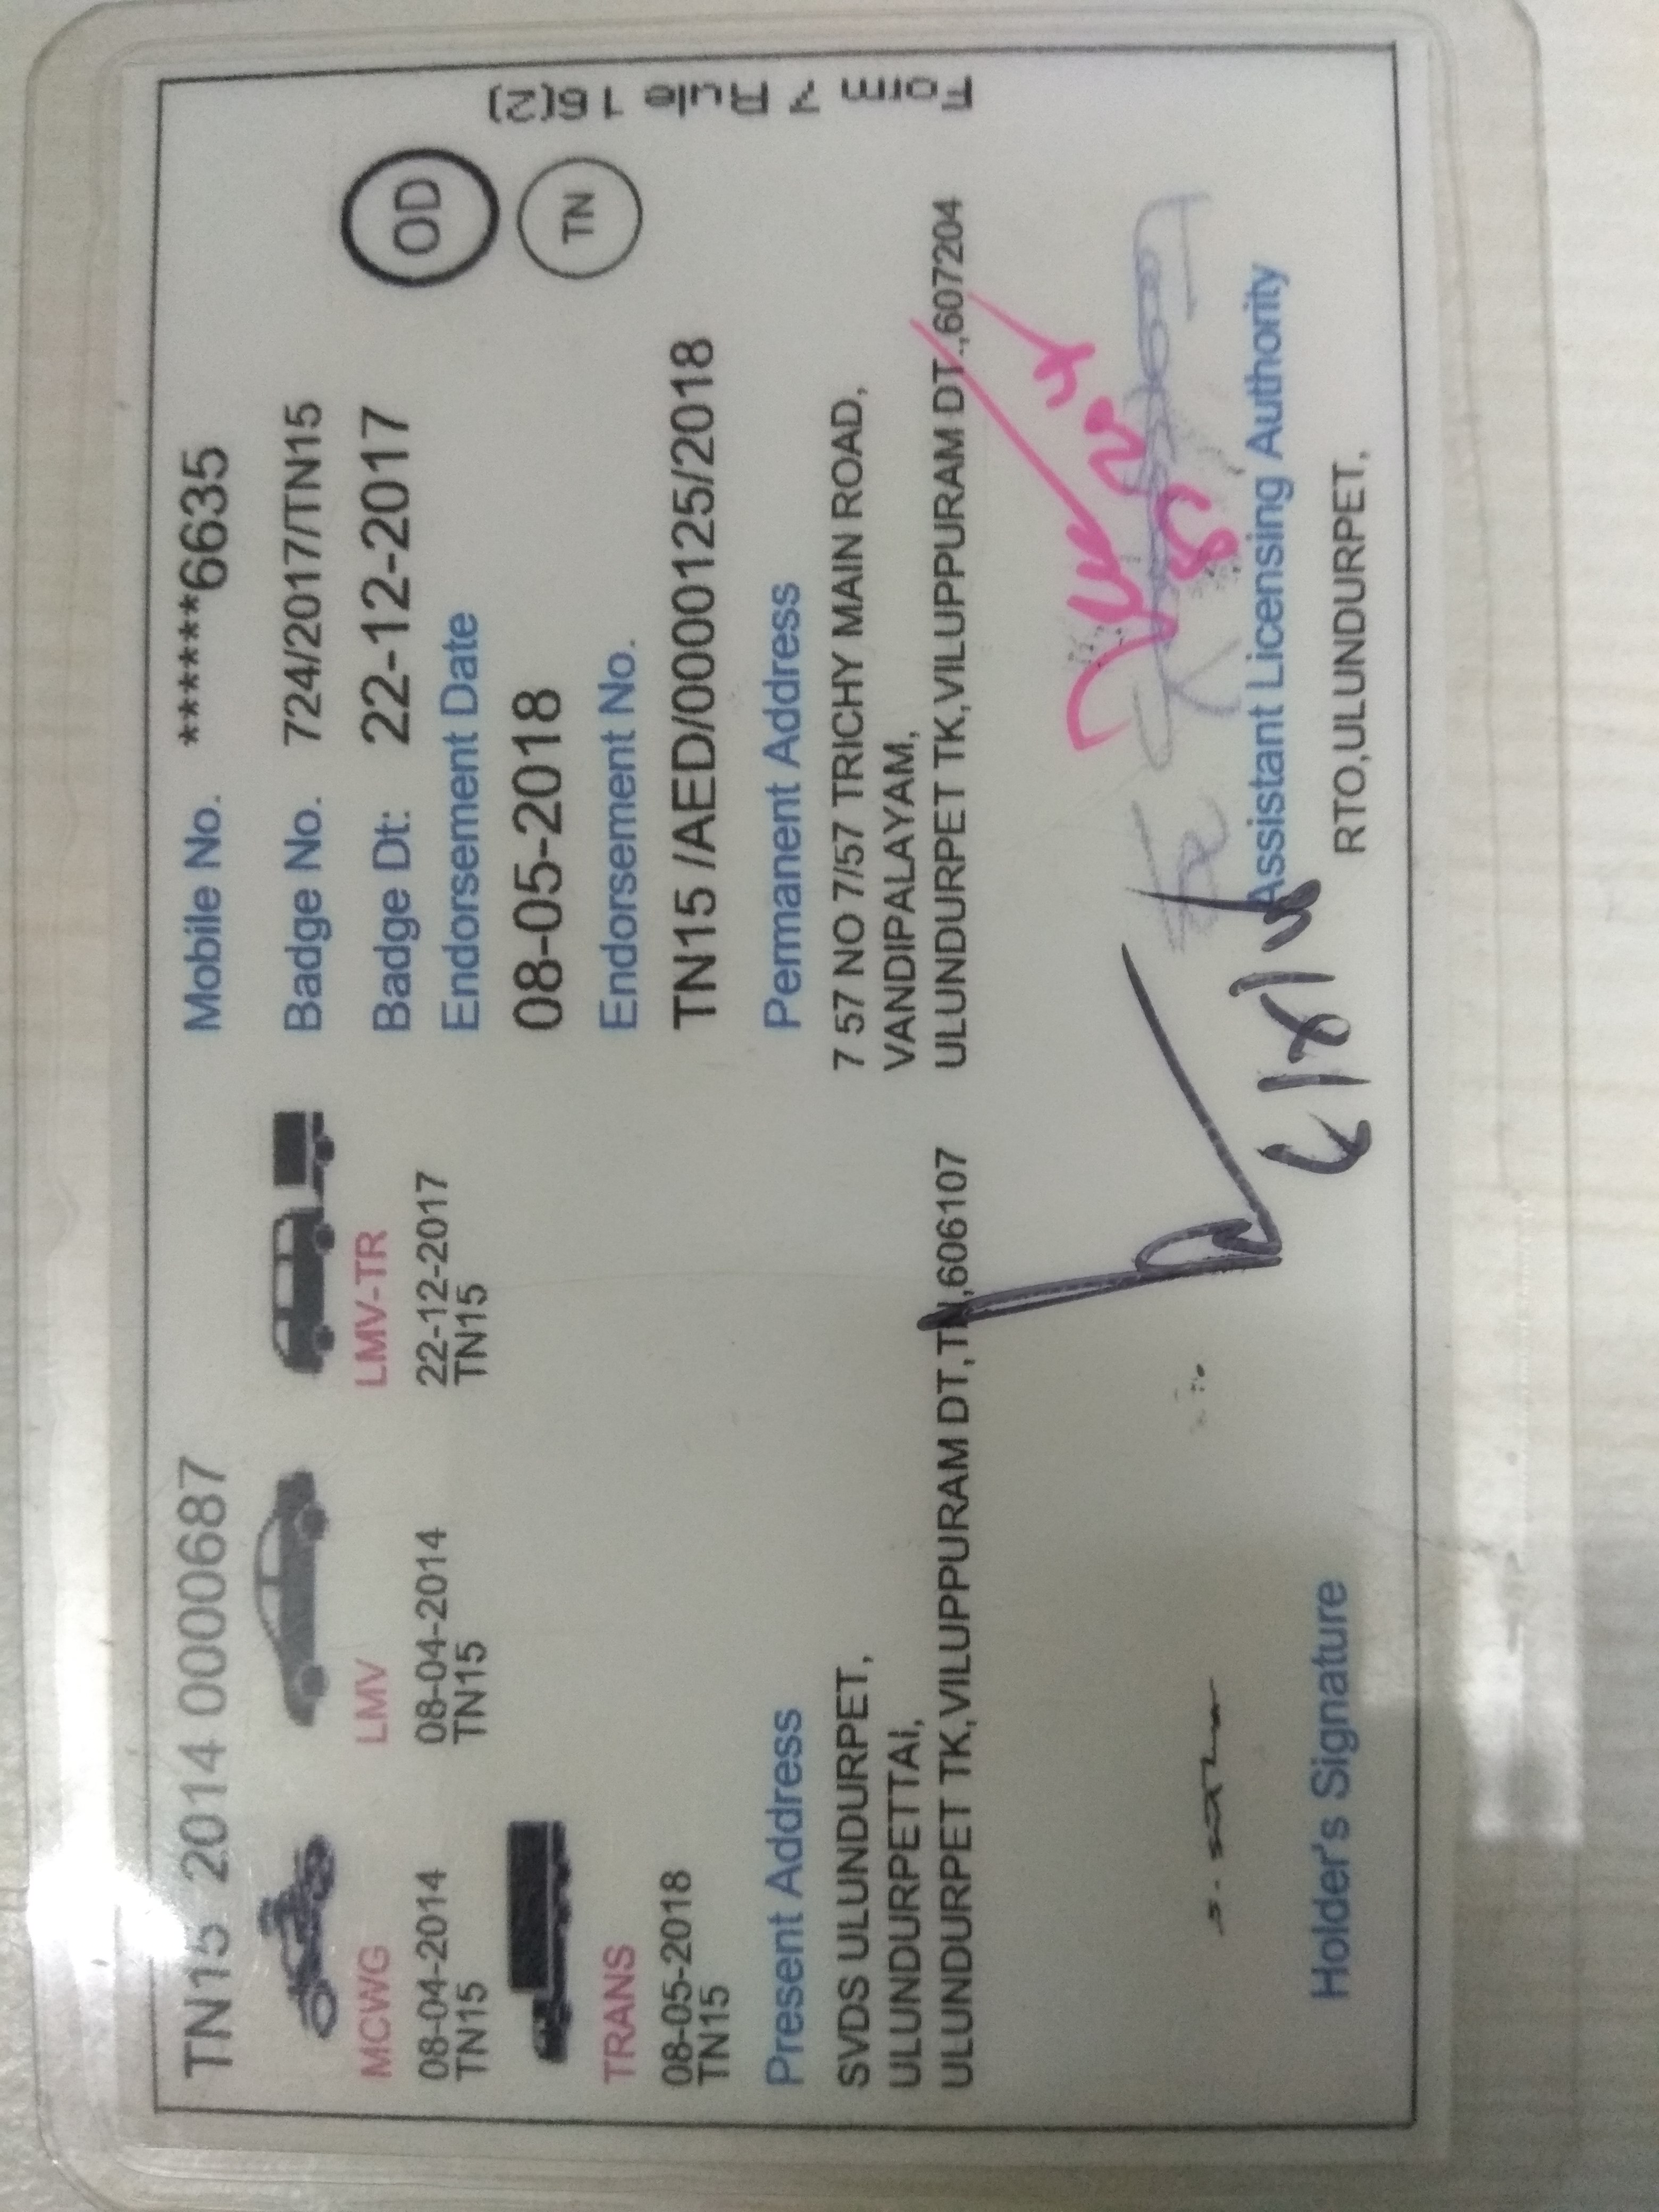 TN15 2014 0000687
Mobile No. ******6635
MCWG
08-04-2014
TN15
LMV
08-04-2014
TN15
LMV-TR
22-12-2017
TN15
TRANS
08-05-2018
TN15
Badge No. 724/2017/TN15
Badge Dt: 22-12-2017
Endorsement Date
08-05-2018
Endorsement No.
TN15 /AED/0000125/2018
OD
TN
Form 7 Rule 16(2)
Present Address
SVDS ULUNDURPET,
ULUNDURPETTAI,
ULUNDURPET TK,VILUPPURAM DT,TN,606107
Permanent Address
7 57 NO 7/57 TRICHY MAIN ROAD,
VANDIPALAYAM,
ULUNDURPET TK,VILUPPURAM DT.,607204
Holder's Signature
Assistant Licensing Authority
RTO,ULUNDURPET,